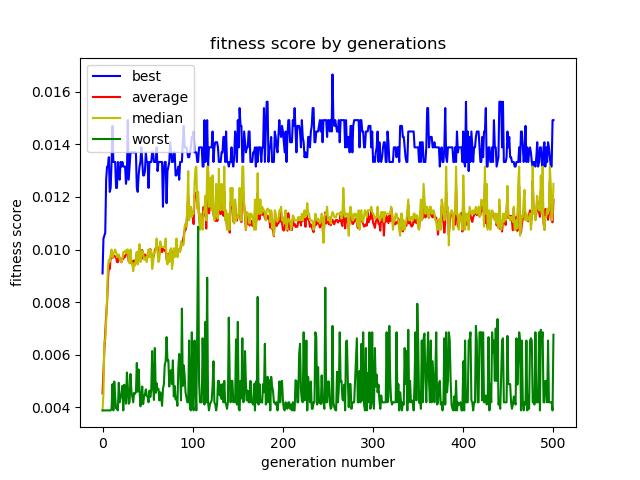 fitness score by generations
best
average
median
worst
0.016
0.014
0.012
0.010
0.008
0.006
0.004
fitness score
0 100 200 300 400 500
generation number